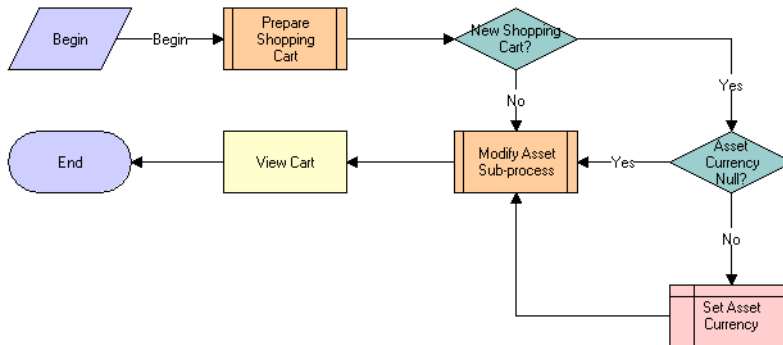 Begin
Begin
Prepare
Shopping
Cart
New Shopping
Cart?
Yes
No
End
View Cart
Modify Asset
Sub-process
Yes
Asset
Currency
Null?
No
Set Asset
Currency